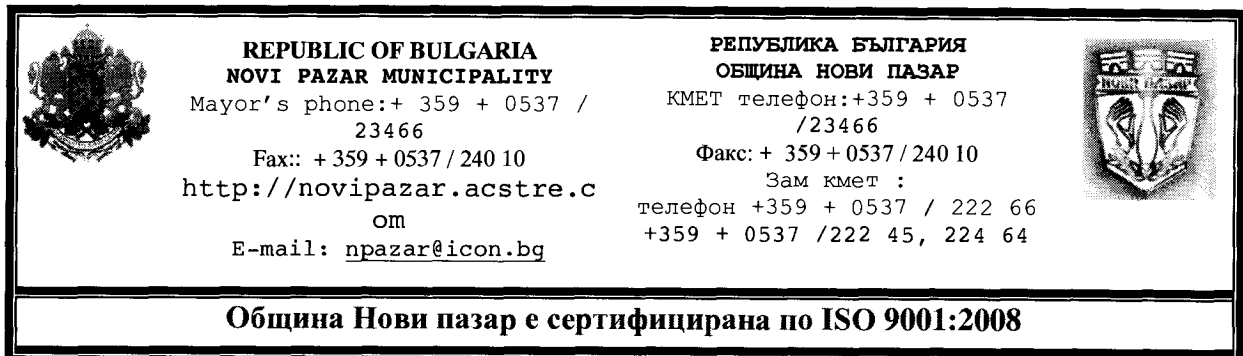 REPUBLIC OF BULGARIA
NOVI PAZAR MUNICIPALITY
Mayor's phone:+ 359 + 0537 /
23466
Fax:: + 359 + 0537 / 240 10
http://novipazar.acstre.c
om
E-mail: npazar@icon.bg
РЕПУБЛИКА БЪЛГАРИЯ
ОБЩИНА НОВИ ПАЗАР
КМЕТ телефон:+359 + 0537
/23466
Факс: + 359 + 0537 / 240 10
Зам кмет :
телефон +359 + 0537 / 222 66
+359 + 0537 /222 45, 224 64
НОВИ ПАЗАР
Община Нови пазар е сертифицирана по ISO 9001:2008